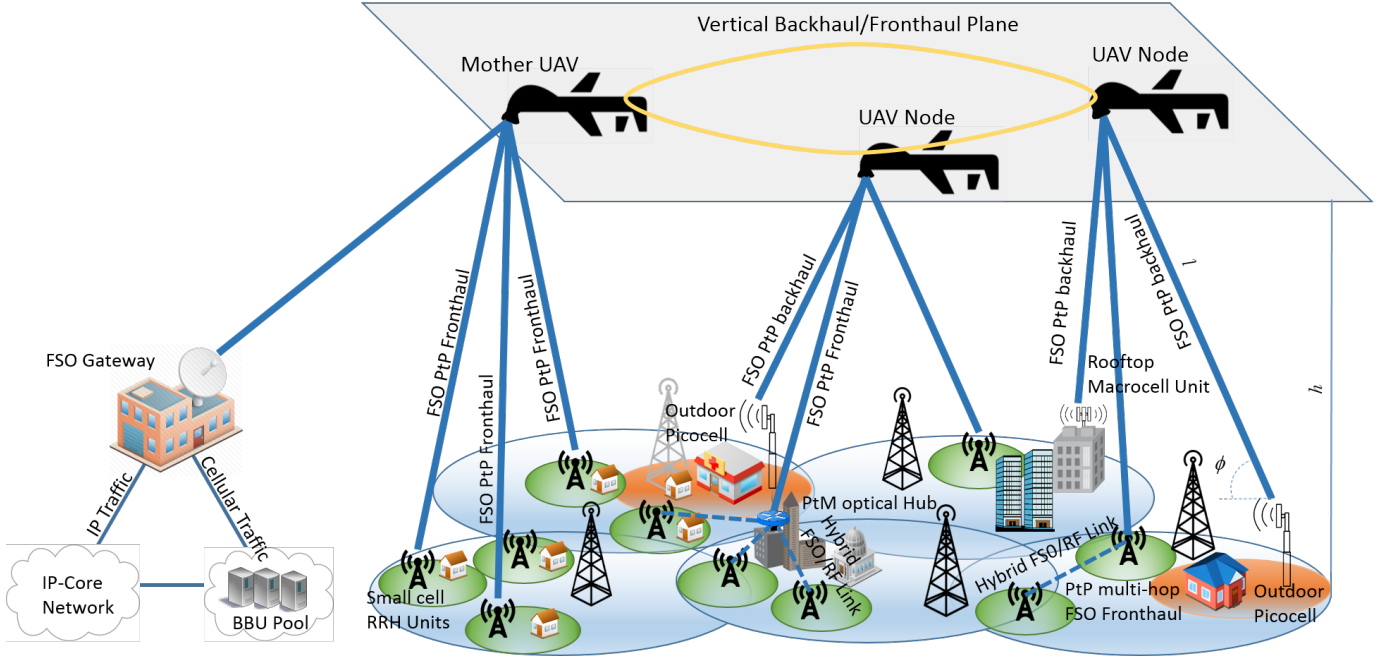 Vertical Backhaul/Fronthaul Plane
Mother UAV
UAV Node
UAV Node
FSO Gateway
IP Traffic
Cellular Traffic
IP-Core
Network
BBU Pool
FSO PtP Fronthaul
FSO PtP Fronthaul
FSO PtP Fronthaul
FSO PtP backhaul
FSO PtP Fronthaul
FSO PtP backhaul
FSO PtP backhaul
l
h
ϕ
Rooftop
Macrocell Unit
Outdoor
Picocell
PtM optical Hub
Hybrid
FSO/RF Link
Hybrid FS0/RF Link
Small cell
RRH Units
PtP multi-hop
FSO Fronthaul
Outdoor
Picocell